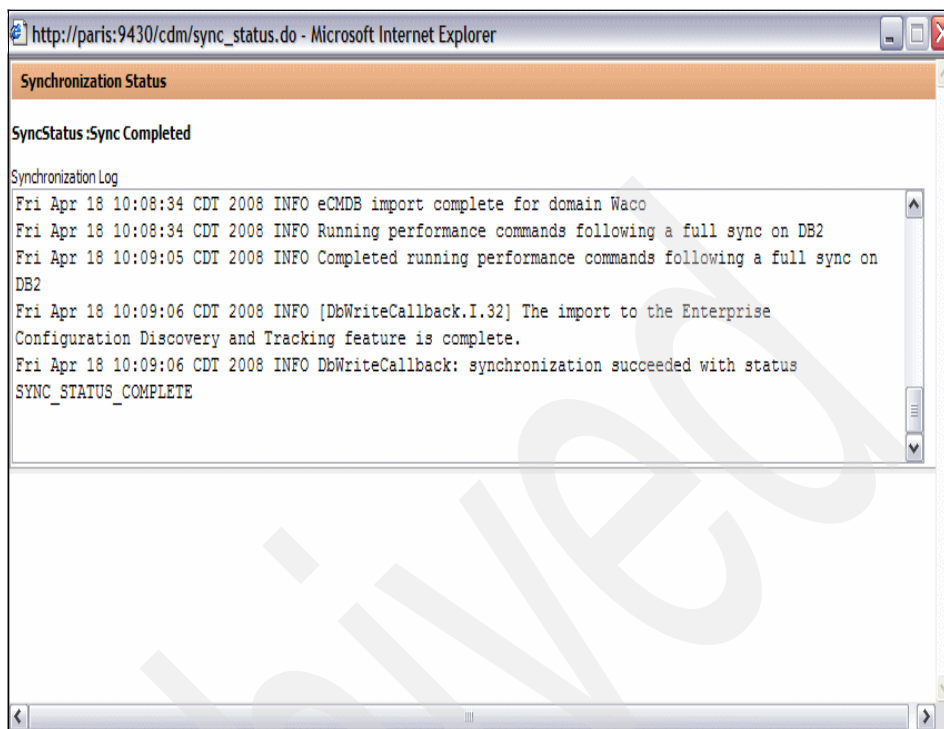 http://paris:9430/cdm/sync_status.do - Microsoft Internet Explorer
Synchronization Status
SyncStatus :Sync Completed
Synchronization Log
Fri Apr 18 10:08:34 CDT 2008 INFO eCMDB import complete for domain Waco
Fri Apr 18 10:08:34 CDT 2008 INFO Running performance commands following a full sync on DB2
Fri Apr 18 10:09:05 CDT 2008 INFO Completed running performance commands following a full sync on
DB2
Fri Apr 18 10:09:06 CDT 2008 INFO [DbWriteCallback.I.32] The import to the Enterprise
Configuration Discovery and Tracking feature is complete.
Fri Apr 18 10:09:06 CDT 2008 INFO DbWriteCallback: synchronization succeeded with status
SYNC_STATUS_COMPLETE
hived